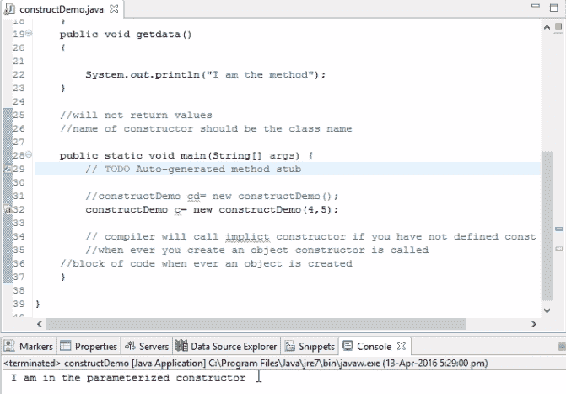 constructDemo.java
18 }
19 public void getdata()
20 {
21
22 System.out.println("I am the method");
23 }
24
25 //will not return values
26 //name of constructor should be the class name
27
28 public static void main(String[] args) {
29 // TODO Auto-generated method stub
30
31 //constructDemo cd= new constructDemo();
32 constructDemo c= new constructDemo(4,5);
33
34 // compiler will call implict constructor if you have not defined const
35 //when ever you create an object constructor is called
36 //block of code when ever an object is created
37 }
38
39 }
Markers Properties Servers Data Source Explorer Snippets Console
<terminated> constructDemo [Java Application] C:\Program Files\Java\jre7\bin\javaw.exe (13-Apr-2016 5:29:00 pm)
I am in the parameterized constructor